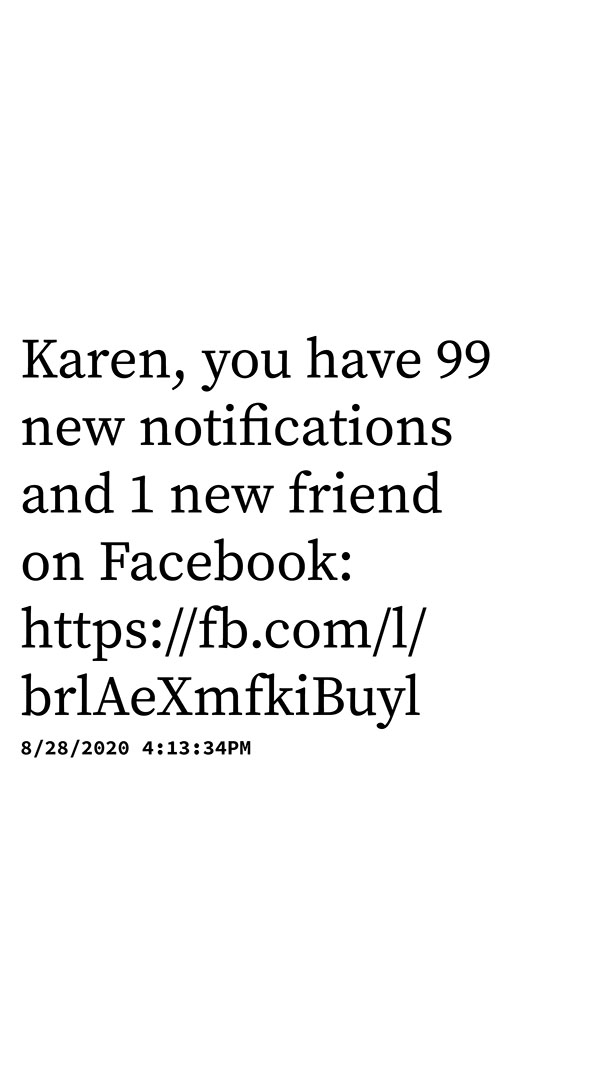 Karen, you have 99
new notifications
and 1 new friend
on Facebook:
https://fb.com/l/
brlAeXmfkiBuyl
8/28/2020 4:13:34PM